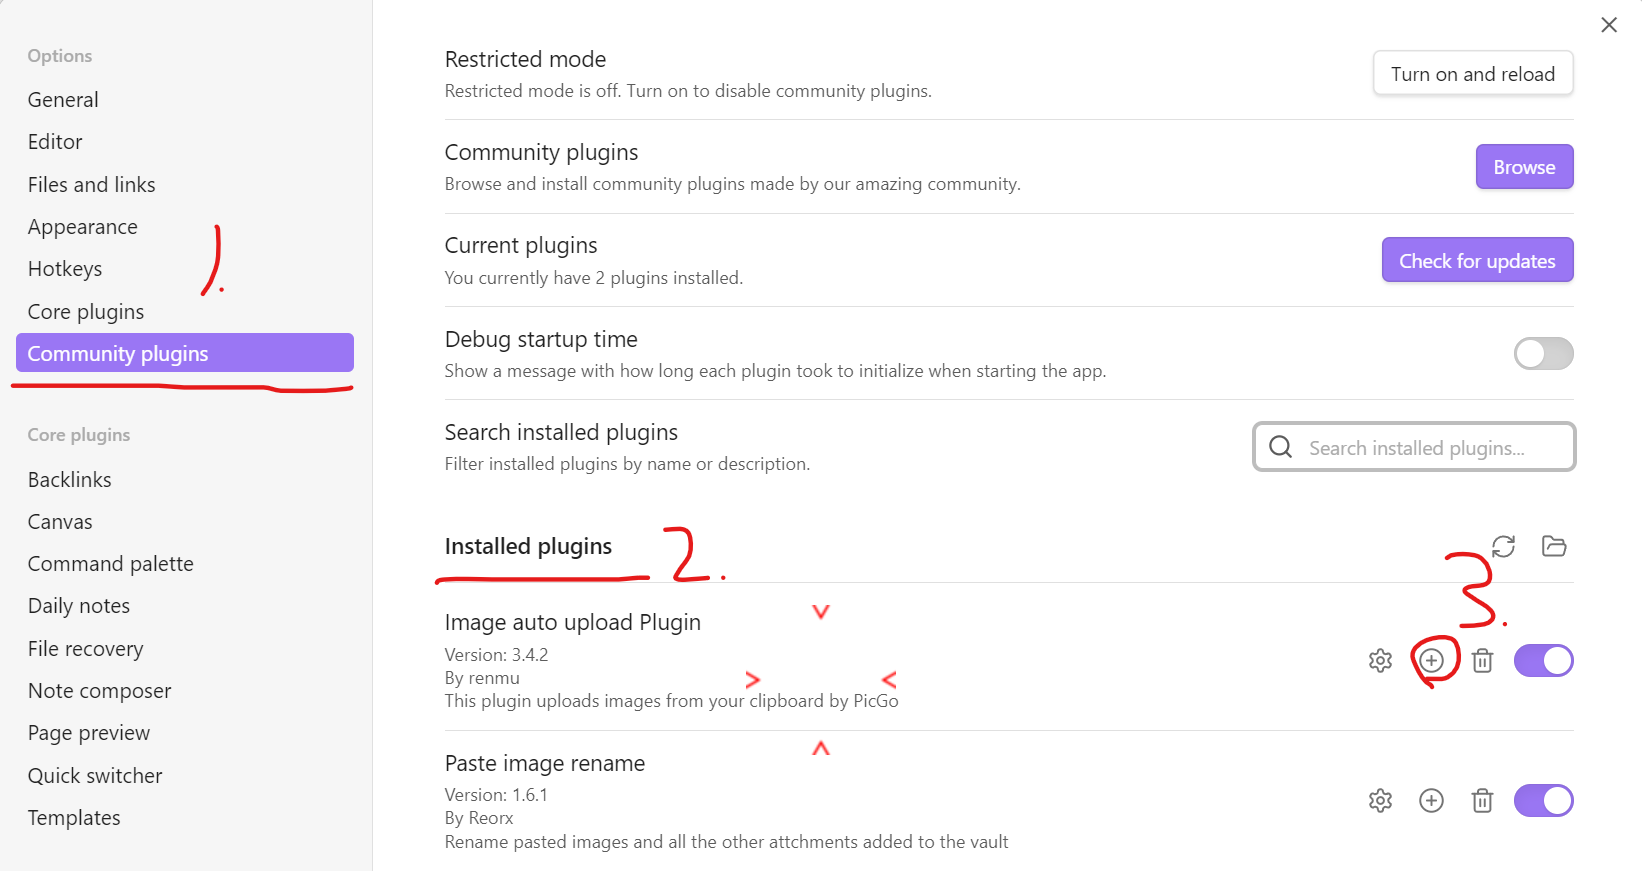 Options
General
Editor
Files and links
Appearance
Hotkeys
1.
Core plugins
Community plugins
Core plugins
Backlinks
Canvas
Command palette
Daily notes
File recovery
Note composer
Page preview
Quick switcher
Templates
Restricted mode
Restricted mode is off. Turn on to disable community plugins.
Turn on and reload
Community plugins
Browse and install community plugins made by our amazing community.
Browse
Current plugins
You currently have 2 plugins installed.
Check for updates
Debug startup time
Show a message with how long each plugin took to initialize when starting the app.
Search installed plugins
Filter installed plugins by name or description.
Search installed plugins...
Installed plugins
2.
3.
Image auto upload Plugin
Version: 3.4.2
By renmu
This plugin uploads images from your clipboard by PicGo
Paste image rename
Version: 1.6.1
By Reorx
Rename pasted images and all the other attchments added to the vault